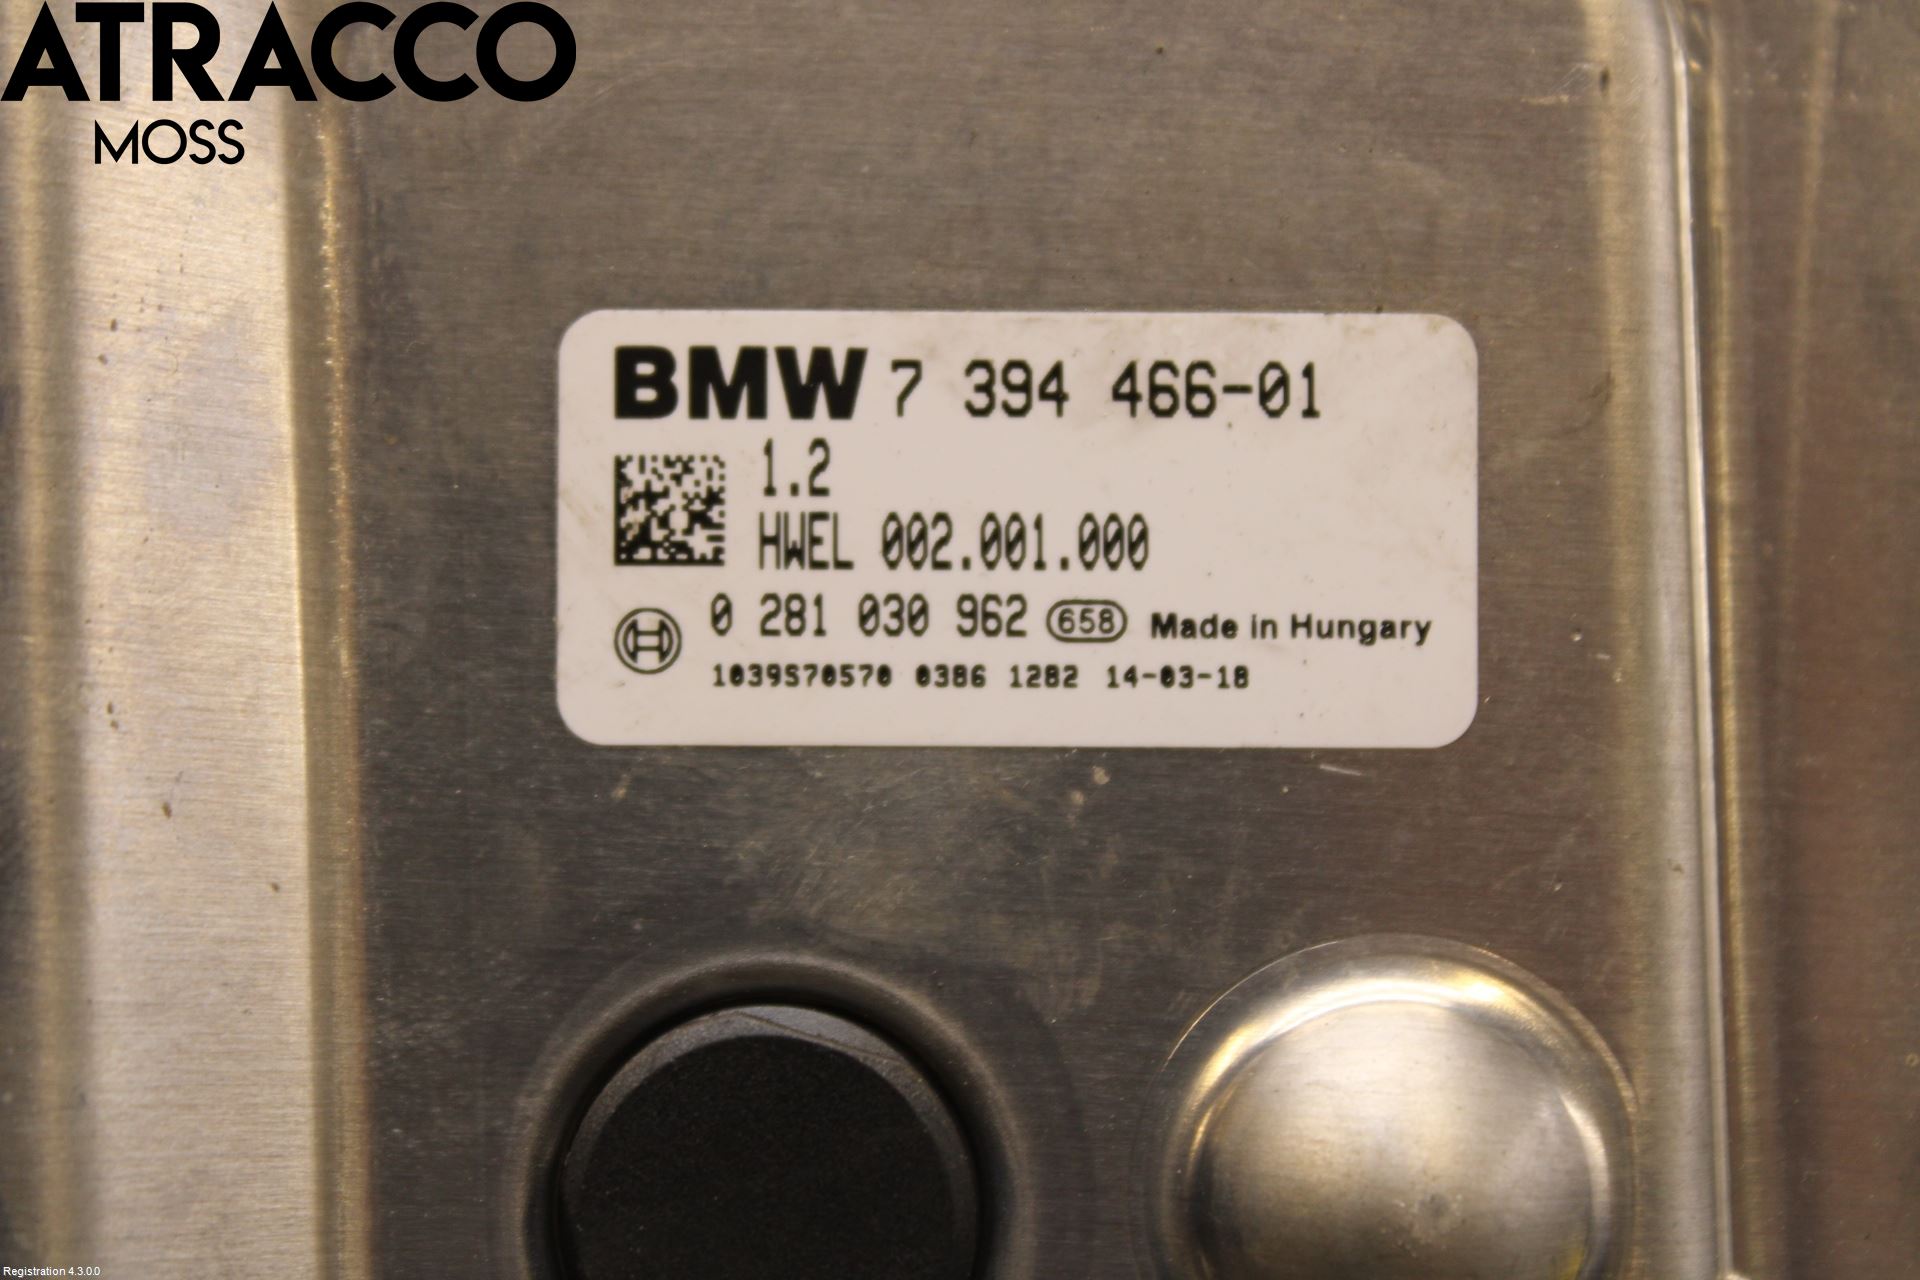 ATRACCO
MOSS
BMW 7 394 466-01
1.2
HWEL 002.001.000
0 281 030 962 658 Made in Hungary
1039S70570 0386 1282 14-03-18
Registration 4.3.0.0